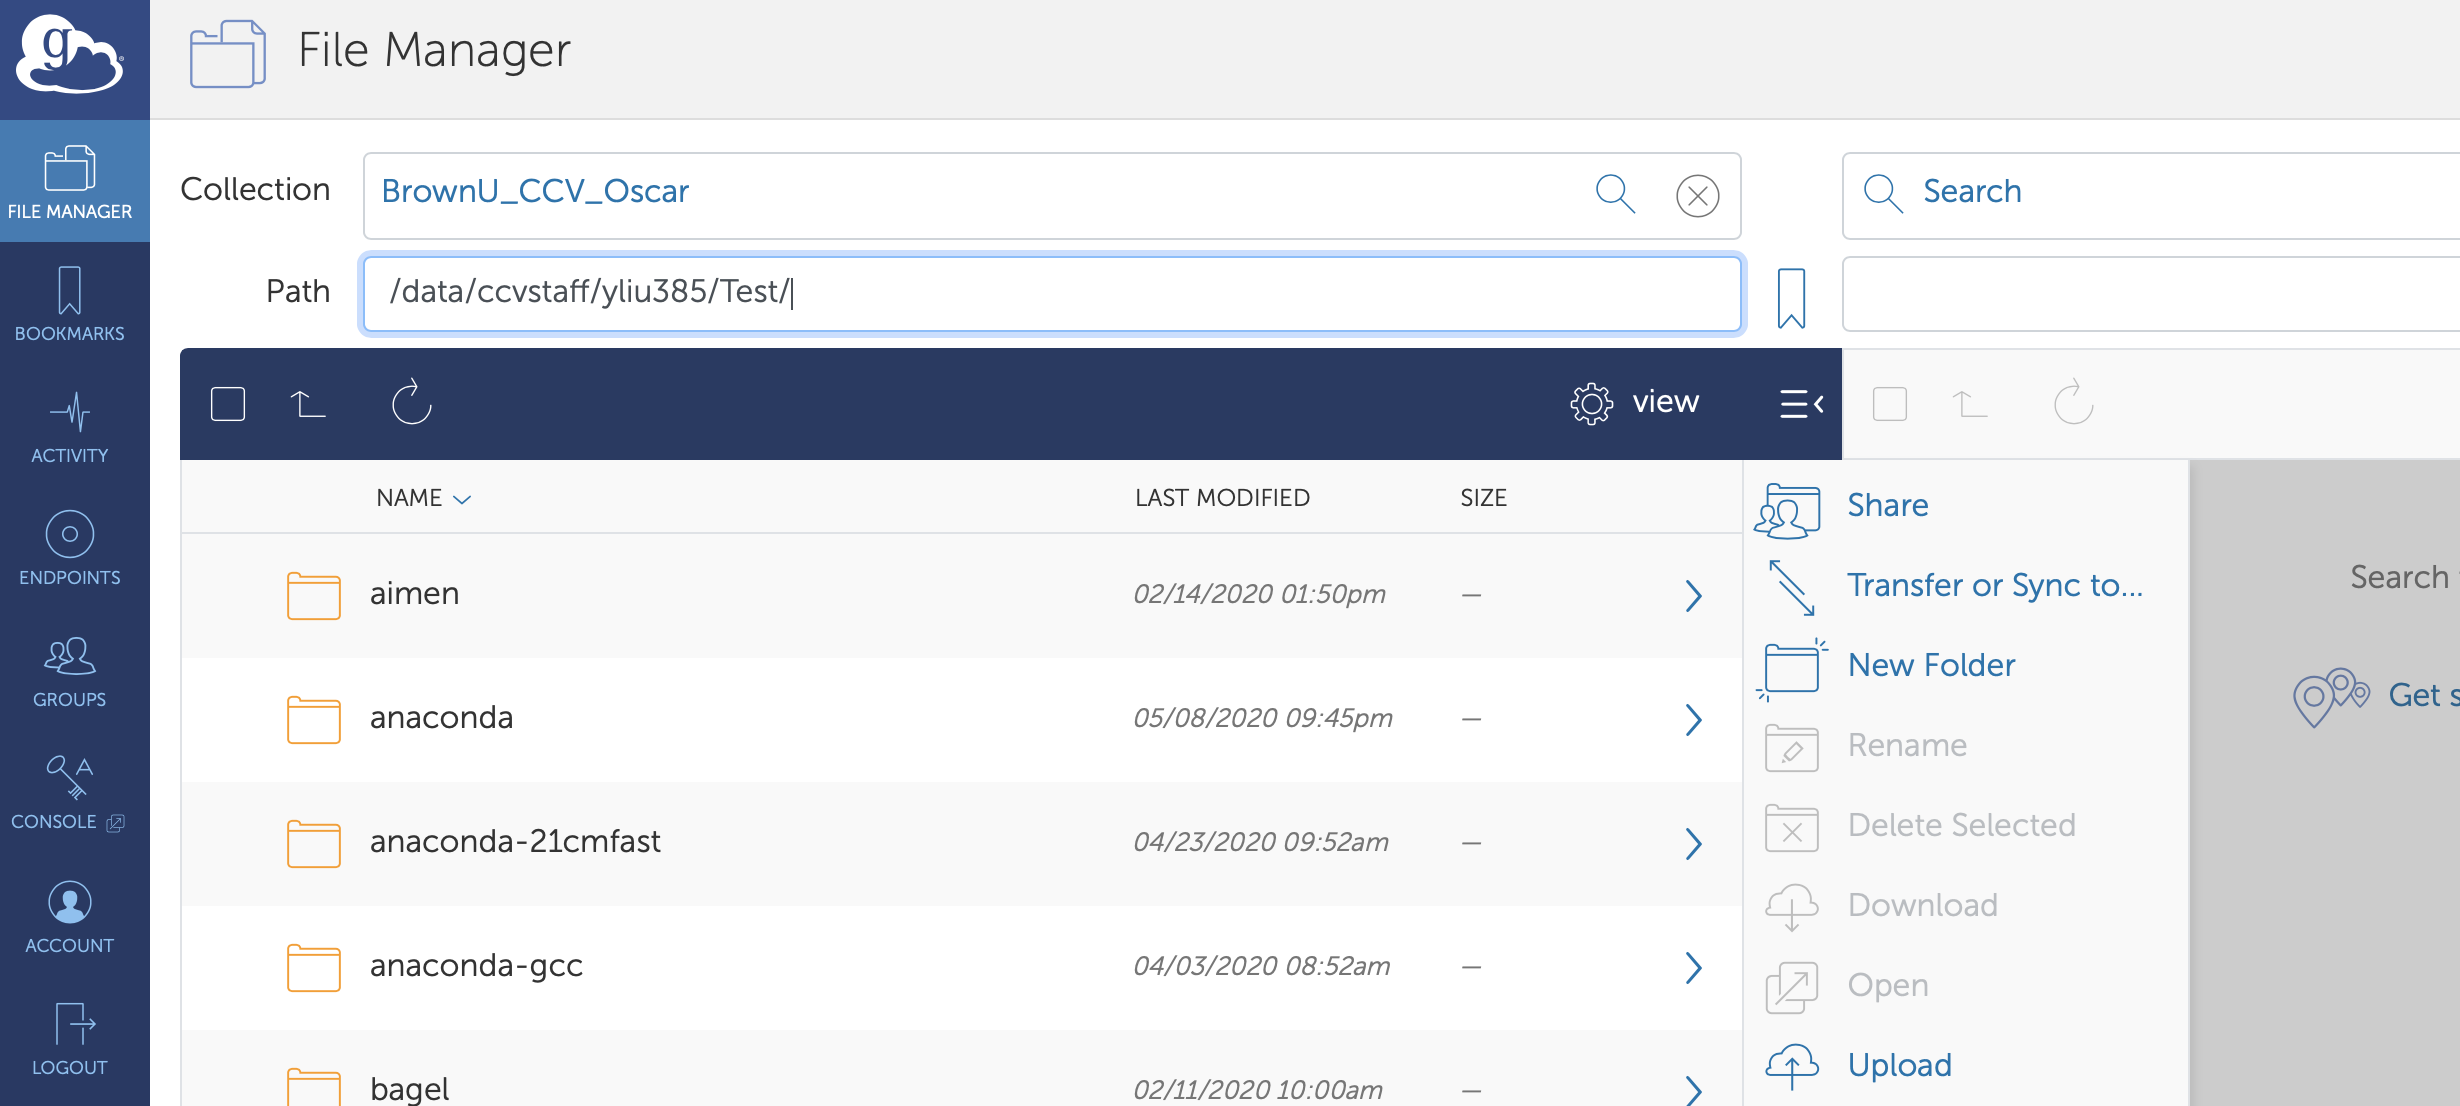 g
File Manager
FILE MANAGER
BOOKMARKS
ACTIVITY
ENDPOINTS
GROUPS
CONSOLE
ACCOUNT
LOGOUT
Collection
BrownU_CCV_Oscar
Search
Path
/data/ccvstaff/yliu385/Test/
view
NAME LAST MODIFIED SIZE
aimen 02/14/2020 01:50pm —
anaconda 05/08/2020 09:45pm —
anaconda-21cmfast 04/23/2020 09:52am —
anaconda-gcc 04/03/2020 08:52am —
bagel 02/11/2020 10:00am —
Share
Transfer or Sync to...
New Folder
Rename
Delete Selected
Download
Open
Upload
Search
Get s